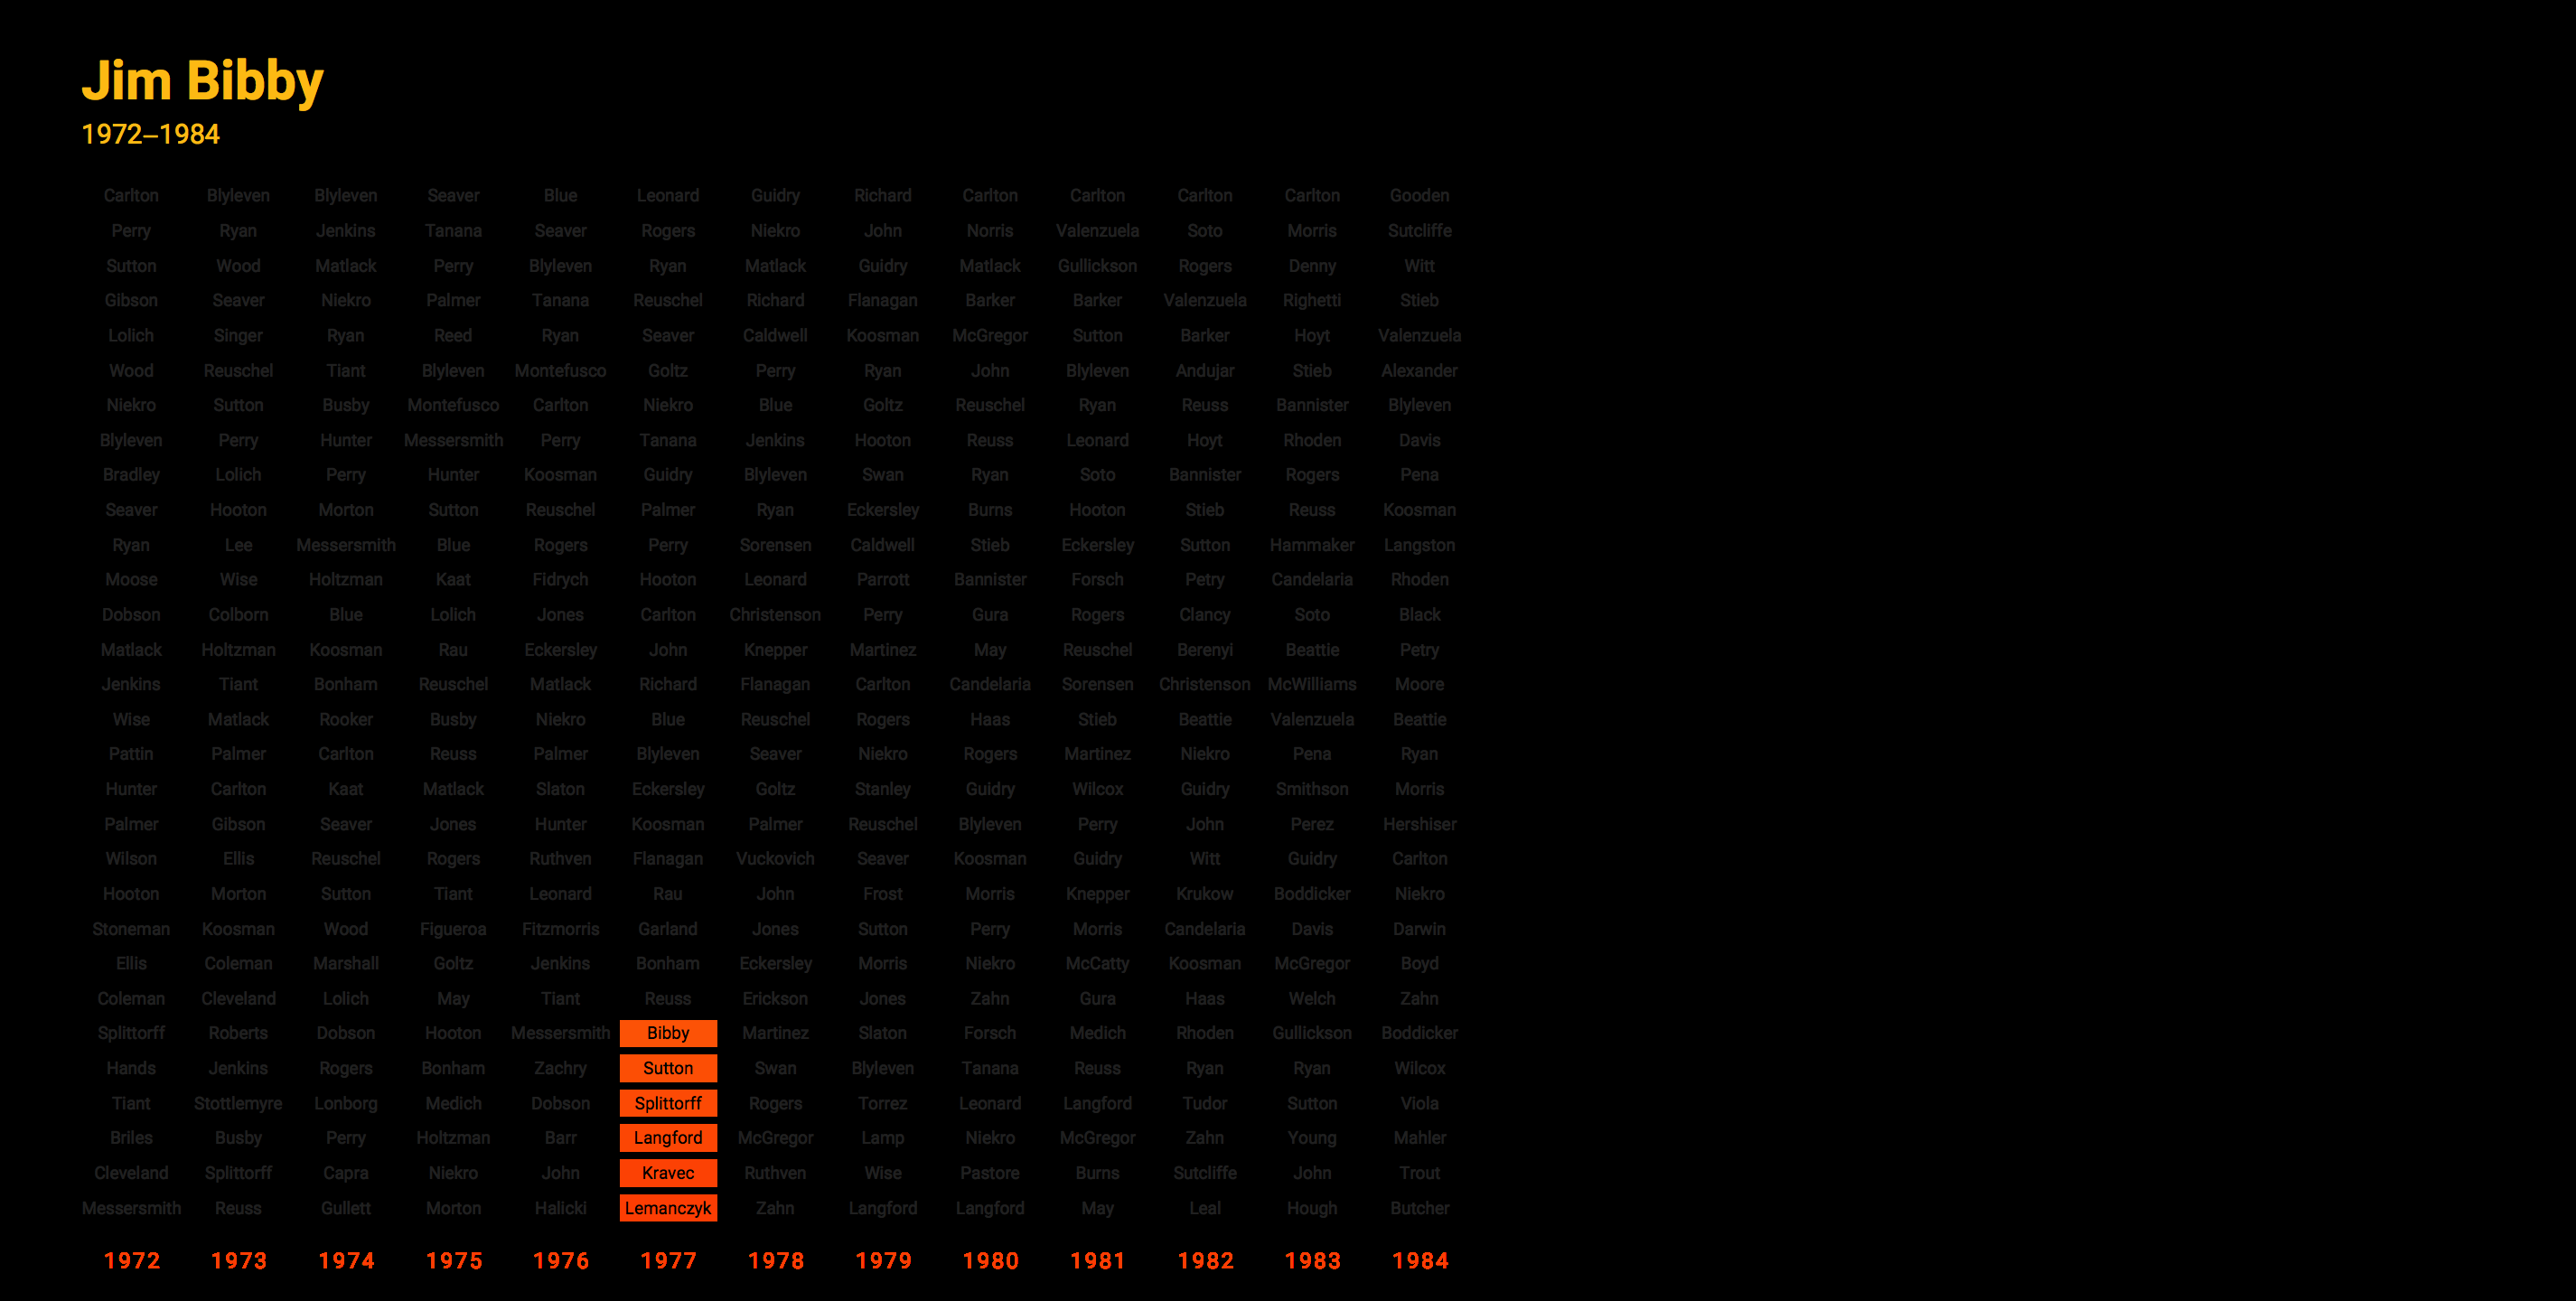 Jim Bibby
1972–1984
Carlton Blyleven Blyleven Seaver Blue Leonard Guidry Richard Carlton Carlton Carlton Carlton Gooden
Perry Ryan Jenkins Tanana Seaver Rogers Niekro John Norris Valenzuela Soto Morris Sutcliffe
Sutton Wood Matlack Perry Blyleven Ryan Matlack Guidry Matlack Gullickson Rogers Denny Witt
Gibson Seaver Niekro Palmer Tanana Reuschel Richard Flanagan Barker Barker Valenzuela Righetti Stieb
Lolich Singer Ryan Reed Ryan Seaver Caldwell Koosman McGregor Sutton Barker Hoyt Valenzuela
Wood Reuschel Tiant Blyleven Montefusco Goltz Perry Ryan John Blyleven Andujar Stieb Alexander
Niekro Sutton Busby Montefusco Carlton Niekro Blue Goltz Reuschel Ryan Reuss Bannister Blyleven
Blyleven Perry Hunter Messersmith Perry Tanana Jenkins Hooton Reuss Leonard Hoyt Rhoden Davis
Bradley Lolich Perry Hunter Koosman Guidry Blyleven Swan Ryan Soto Bannister Rogers Pena
Seaver Hooton Morton Sutton Reuschel Palmer Ryan Eckersley Burns Hooton Stieb Reuss Koosman
Ryan Lee Messersmith Blue Rogers Perry Sorensen Caldwell Stieb Eckersley Sutton Hammaker Langston
Moose Wise Holtzman Kaat Fidrych Hooton Leonard Parrott Bannister Forsch Petry Candelaria Rhoden
Dobson Colborn Blue Lolich Jones Carlton Christenson Perry Gura Rogers Clancy Soto Black
Matlack Holtzman Koosman Rau Eckersley John Knepper Martinez May Reuschel Berenyi Beattie Petry
Jenkins Tiant Bonham Reuschel Matlack Richard Flanagan Carlton Candelaria Sorensen Christenson McWilliams Moore
Wise Matlack Rooker Busby Niekro Blue Reuschel Rogers Haas Stieb Beattie Valenzuela Beattie
Pattin Palmer Carlton Reuss Palmer Blyleven Seaver Niekro Rogers Martinez Niekro Pena Ryan
Hunter Carlton Kaat Matlack Slaton Eckersley Goltz Stanley Guidry Wilcox Guidry Smithson Morris
Palmer Gibson Seaver Jones Hunter Koosman Palmer Reuschel Blyleven Perry John Perez Hershiser
Wilson Ellis Reuschel Rogers Ruthven Flanagan Vuckovich Seaver Koosman Guidry Witt Guidry Carlton
Hooton Morton Sutton Tiant Leonard Rau John Frost Morris Knepper Krukow Boddicker Niekro
Stoneman Koosman Wood Figueroa Fitzmorris Garland Jones Sutton Perry Morris Candelaria Davis Darwin
Ellis Coleman Marshall Goltz Jenkins Bonham Eckersley Morris Niekro McCatty Koosman McGregor Boyd
Coleman Cleveland Lolich May Tiant Reuss Erickson Jones Zahn Gura Haas Welch Zahn
Splittorff Roberts Dobson Hooton Messersmith Bibby Martinez Slaton Forsch Medich Rhoden Gullickson Boddicker
Hands Jenkins Rogers Bonham Zachry Sutton Swan Blyleven Tanana Reuss Ryan Ryan Wilcox
Tiant Stottlemyre Lonborg Medich Dobson Splittorff Rogers Torrez Leonard Langford Tudor Sutton Viola
Briles Busby Perry Holtzman Barr Langford McGregor Lamp Niekro McGregor Zahn Young Mahler
Cleveland Splittorff Capra Niekro John Kravec Ruthven Wise Pastore Burns Sutcliffe John Trout
Messersmith Reuss Gullett Morton Halicki Lemanczyk Zahn Langford Langford May Leal Hough Butcher
1972 1973 1974 1975 1976 1977 1978 1979 1980 1981 1982 1983 1984